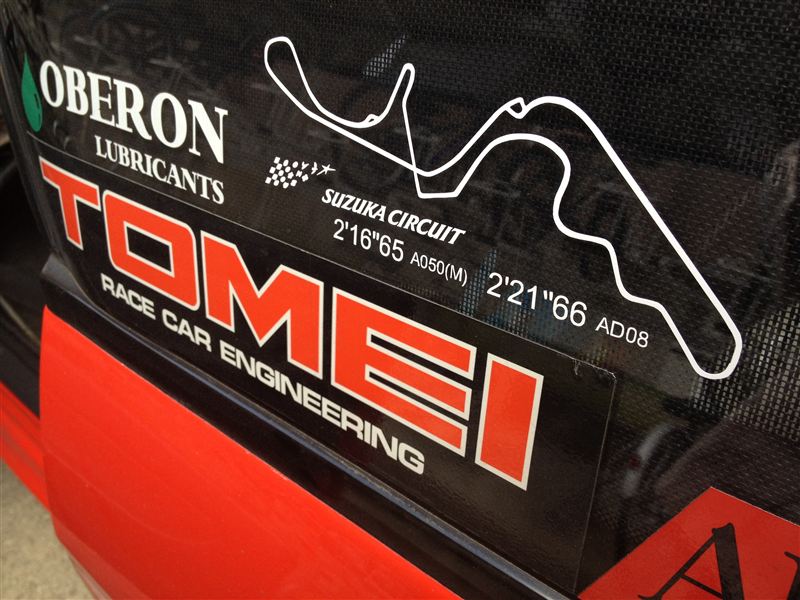 OBERON
LUBRICANTS
SUZUKA CIRCUIT
2'16"65 A050(M) 2'21"66 AD08
TOMEI
RACE CAR ENGINEERING